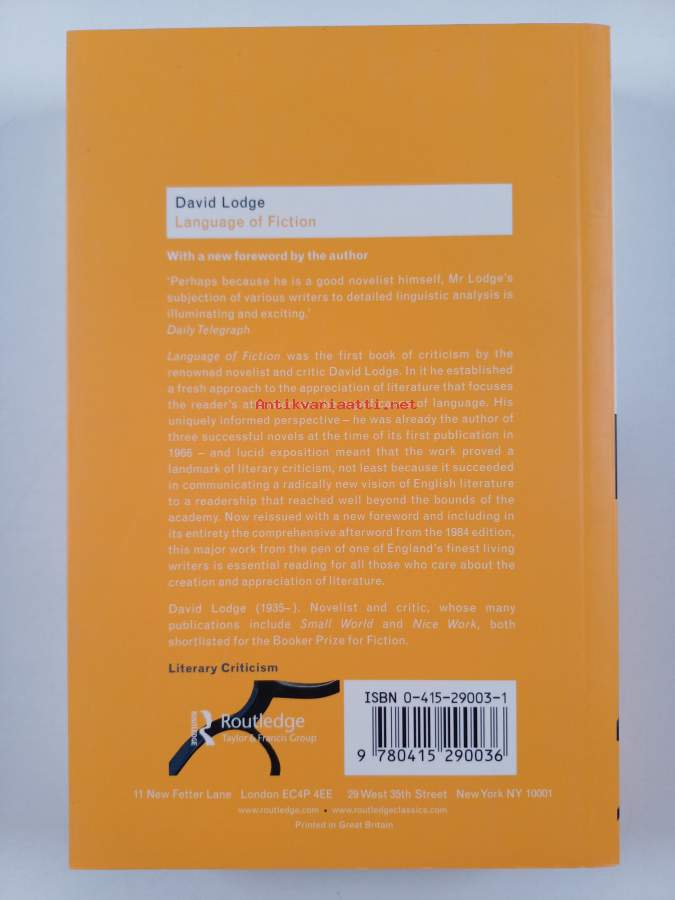 David Lodge
Language of Fiction
With a new foreword by the author
'Perhaps because he is a good novelist himself, Mr Lodge's
subjection of various writers to detailed linguistic analysis is
illuminating and exciting.'
Daily Telegraph
Language of Fiction was the first book of criticism by the
renowned novelist and critic David Lodge. In it he established
a fresh approach to the appreciation of literature that focuses
the reader's of language. His
Antikvariaatti.net
uniquely informed perspective – he was already the author of
three successful novels at the time of its first publication in
1966 – and lucid exposition meant that the work proved a
landmark of literary criticism, not least because it succeeded
in communicating a radically new vision of English literature
to a readership that reached well beyond the bounds of the
academy. Now reissued with a new foreword and including in
its entirety the comprehensive afterword from the 1984 edition,
this major work from the pen of one of England's finest living
writers is essential reading for all those who care about the
creation and appreciation of literature.
David Lodge (1935–). Novelist and critic, whose many
publications include Small World and Nice Work, both
shortlisted for the Booker Prize for Fiction.
Literary Criticism
ROUTLEDGE
Routledge
Taylor & Francis Group
ISBN 0-415-29003-1
9 780415 290036
11 New Fetter Lane London EC4P 4EE 29 West 35th Street New York NY 10001
www.routledge.com • www.routledgeclassics.com
Printed in Great Britain